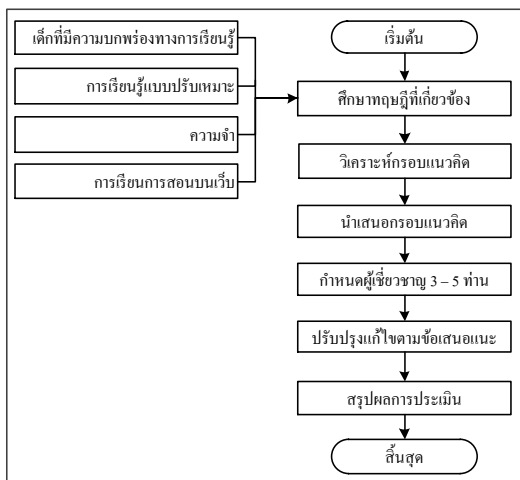 เด็กที่มีความบกพร่องทางการเรียนรู้
การเรียนรู้แบบปรับเหมาะ
ความจำ
การเรียนการสอนบนเว็บ
เริ่มต้น
ศึกษาทฤษฎีที่เกี่ยวข้อง
วิเคราะห์กรอบแนวคิด
นำเสนอกรอบแนวคิด
กำหนดผู้เชี่ยวชาญ 3 – 5 ท่าน
ปรับปรุงแก้ไขตามข้อเสนอแนะ
สรุปผลการประเมิน
สิ้นสุด